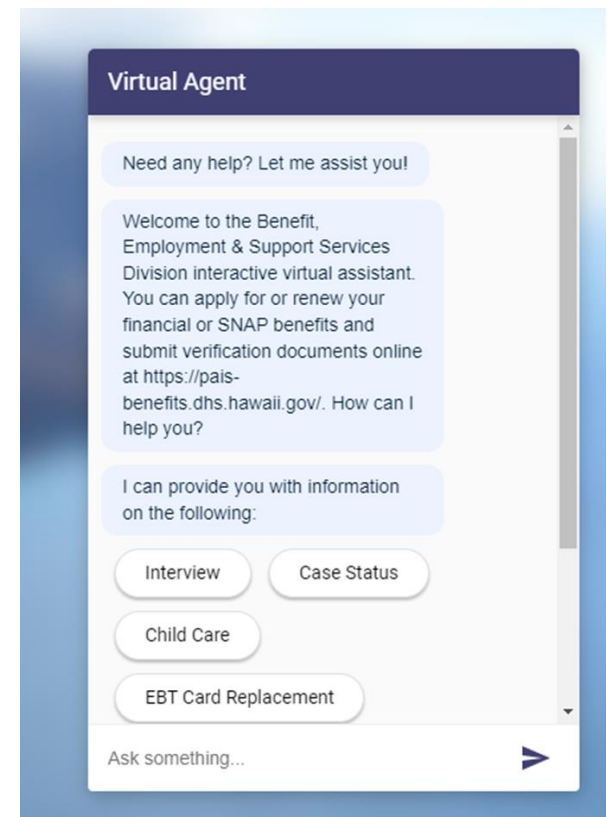 Virtual Agent
Need any help? Let me assist you!
Welcome to the Benefit,
Employment & Support Services
Division interactive virtual assistant.
You can apply for or renew your
financial or SNAP benefits and
submit verification documents online
at https://pais-
benefits.dhs.hawaii.gov/. How can I
help you?
I can provide you with information
on the following:
Interview
Case Status
Child Care
EBT Card Replacement
Ask something...